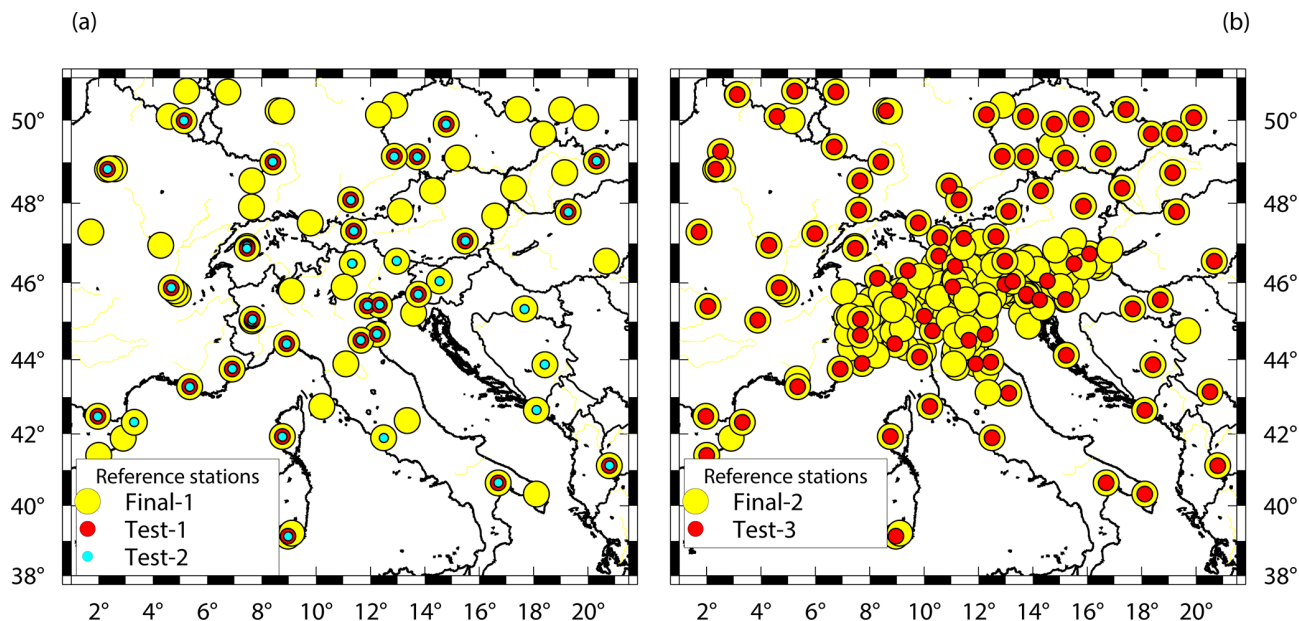 (a)
(b)
50°
48°
46°
44°
42°
40°
38°
Reference stations
Final-1
Test-1
Test-2
2° 4° 6° 8° 10° 12° 14° 16° 18° 20°
Reference stations
Final-2
Test-3
50°
48°
46°
44°
42°
40°
38°
2° 4° 6° 8° 10° 12° 14° 16° 18° 20°